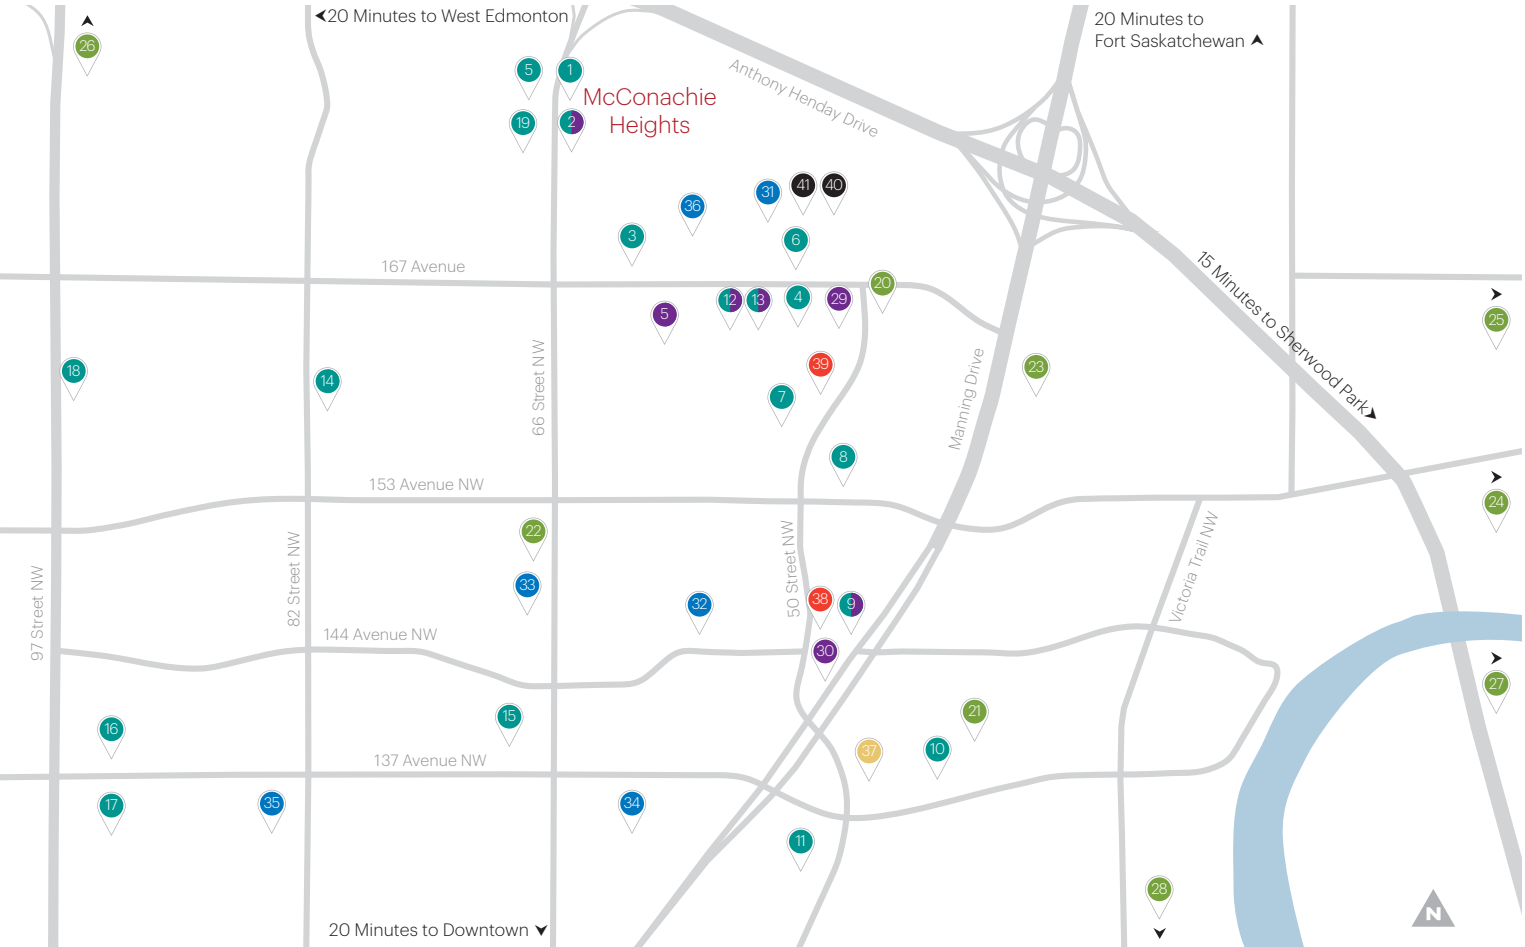 20 Minutes to West Edmonton
20 Minutes to
Fort Saskatchewan
26
5
1
McConachie
Heights
19
2
Anthony Henday Drive
41
40
31
36
3
6
167 Avenue
15 Minutes to Sherwood Park
20
12
13
4
29
5
25
18
14
66 Street NW
39
7
Manning Drive
23
8
153 Avenue NW
24
22
33
82 Street NW
97 Street NW
32
50 Street NW
38
9
Victoria Trail NW
144 Avenue NW
30
27
16
15
21
37
10
137 Avenue NW
17
35
34
11
28
20 Minutes to Downtown
N